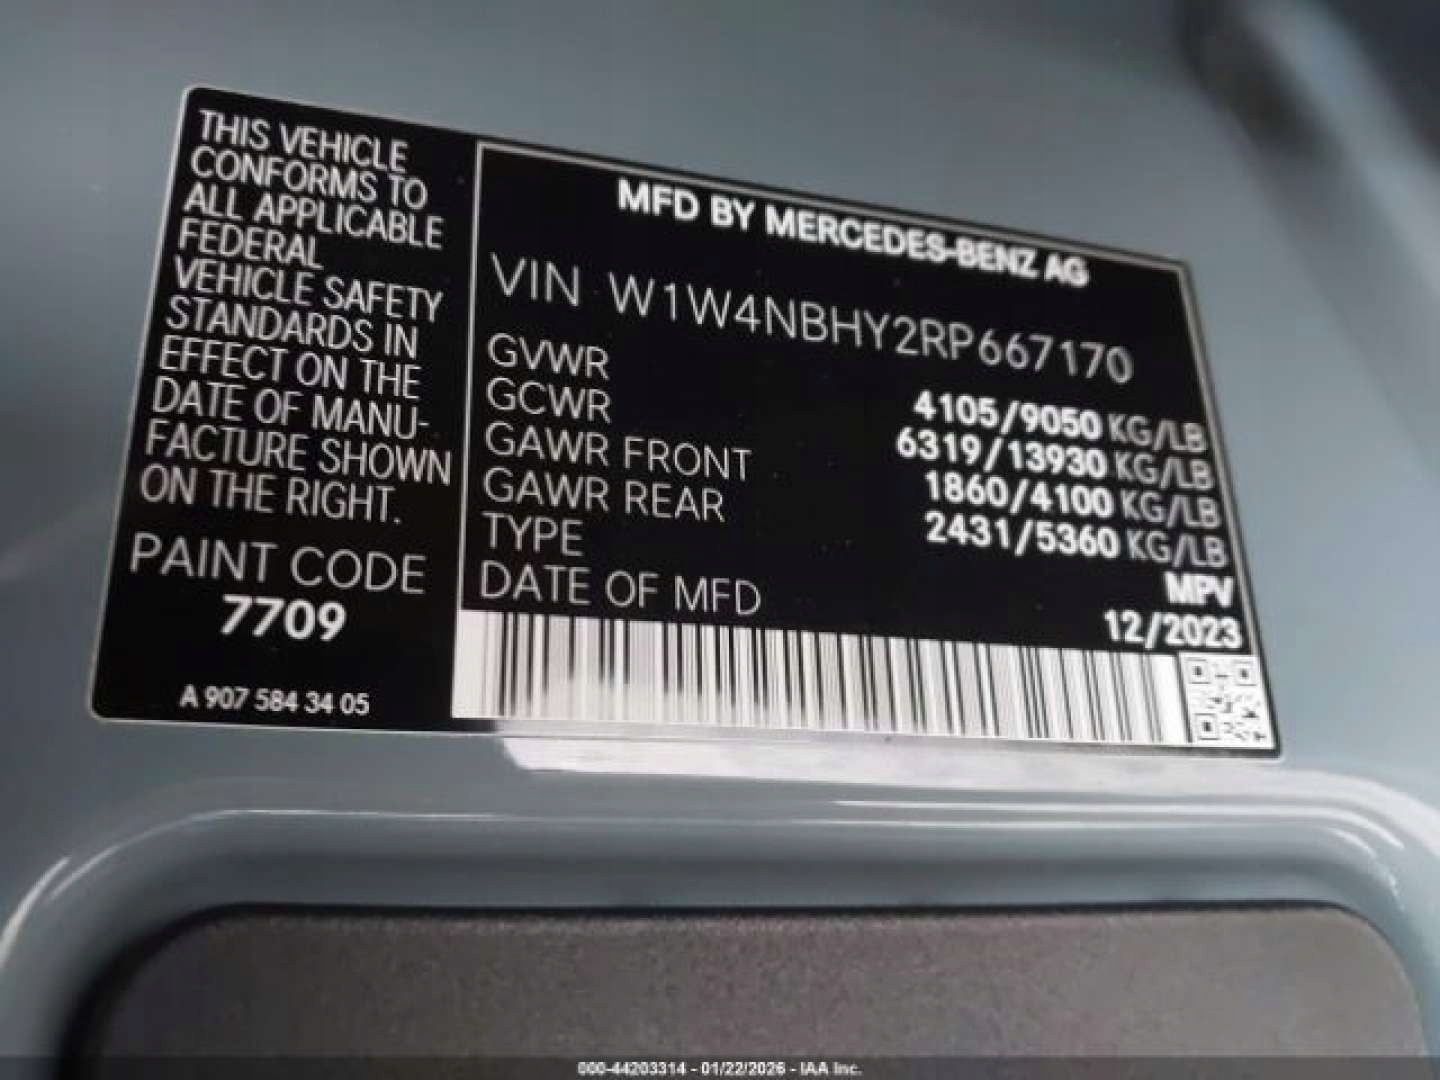 THIS VEHICLE
CONFORMS TO
ALL APPLICABLE
FEDERAL
VEHICLE SAFETY
STANDARDS IN
EFFECT ON THE
DATE OF MANU-
FACTURE SHOWN
ON THE RIGHT.
PAINT CODE
7709
A 907 584 34 05
MFD BY MERCEDES-BENZ AG
VIN W1W4NBHY2RP667170
GVWR 4105/9050 KG/LB
GCWR 6319/13930 KG/LB
GAWR FRONT 1860/4100 KG/LB
GAWR REAR 2431/5360 KG/LB
TYPE MPV
DATE OF MFD 12/2023
000-44203314 - 01/22/2026 - IAA Inc.